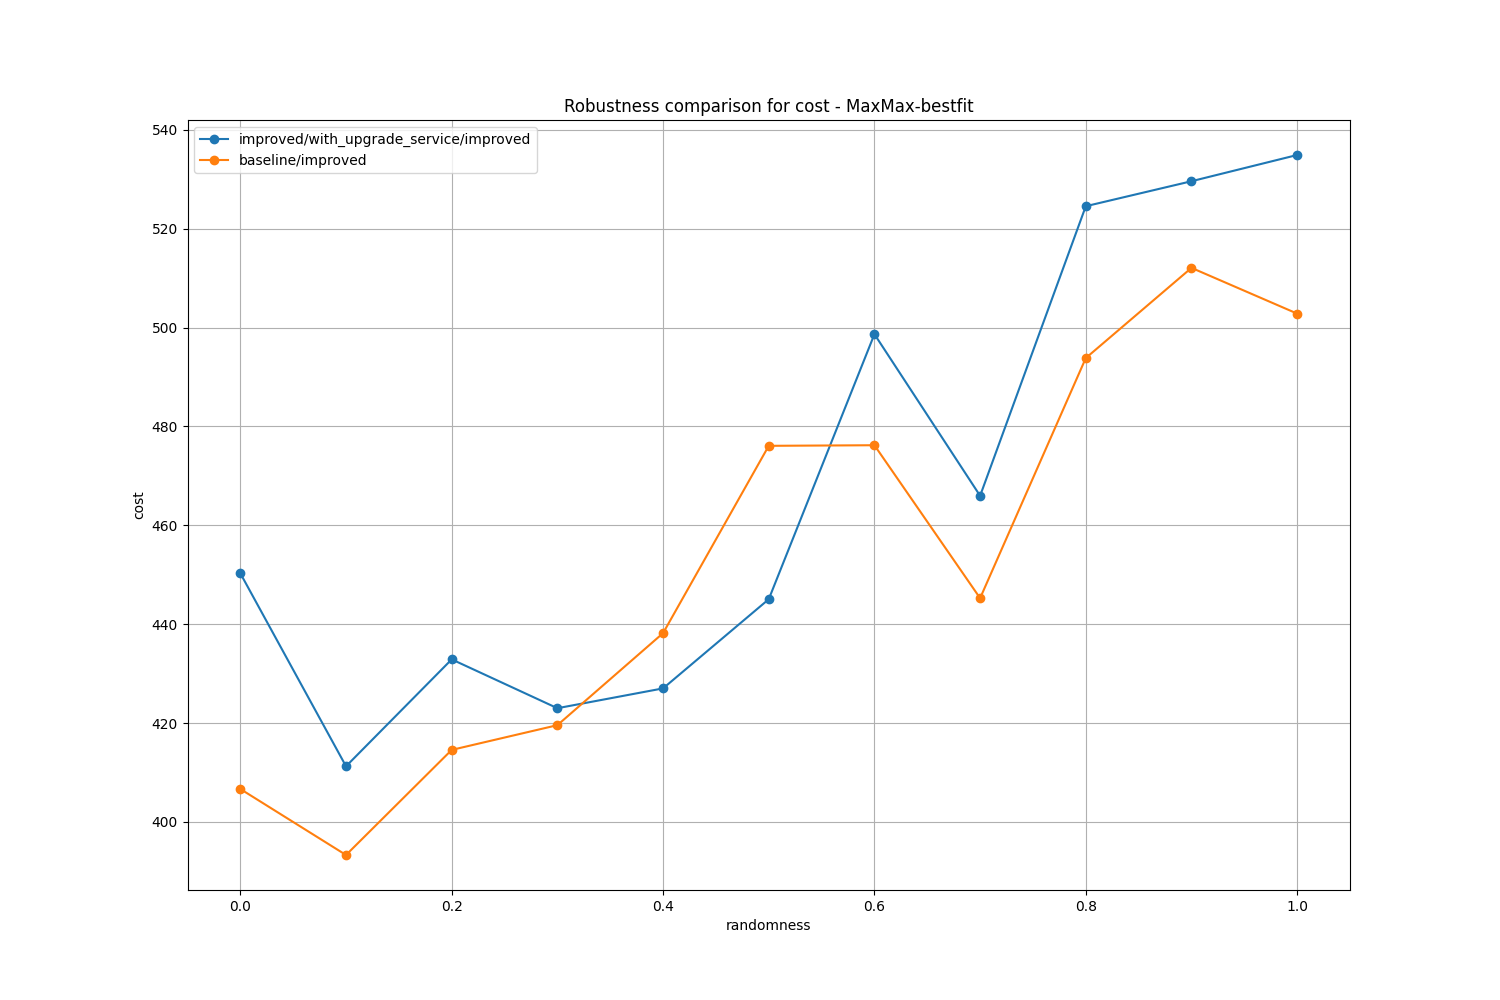 Robustness comparison for cost - MaxMax-bestfit
improved/with_upgrade_service/improved
baseline/improved
540
520
500
480
460
440
420
400
cost
0.0 0.2 0.4 0.6 0.8 1.0
randomness